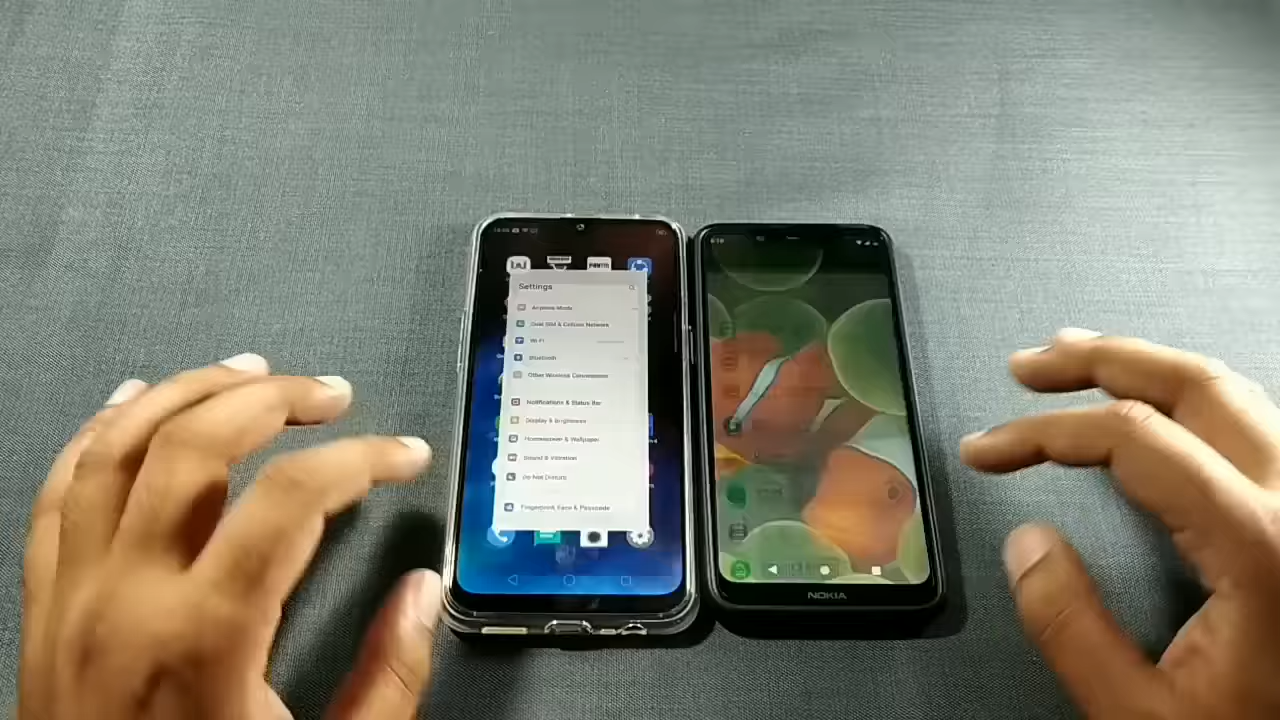 PAYTM
Settings
Airplane Mode
Dual SIM & Cellular Network
Wi-Fi
Bluetooth
Other Wireless Connections
Notifications & Status Bar
Display & Brightness
Homescreen & Wallpaper
Sound & Vibration
Do Not Disturb
Fingerprint, Face & Passcode
NOKIA